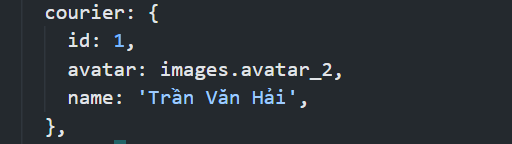 courier: {
id: 1,
avatar: images.avatar_2,
name: 'Trần Văn Hải',
},